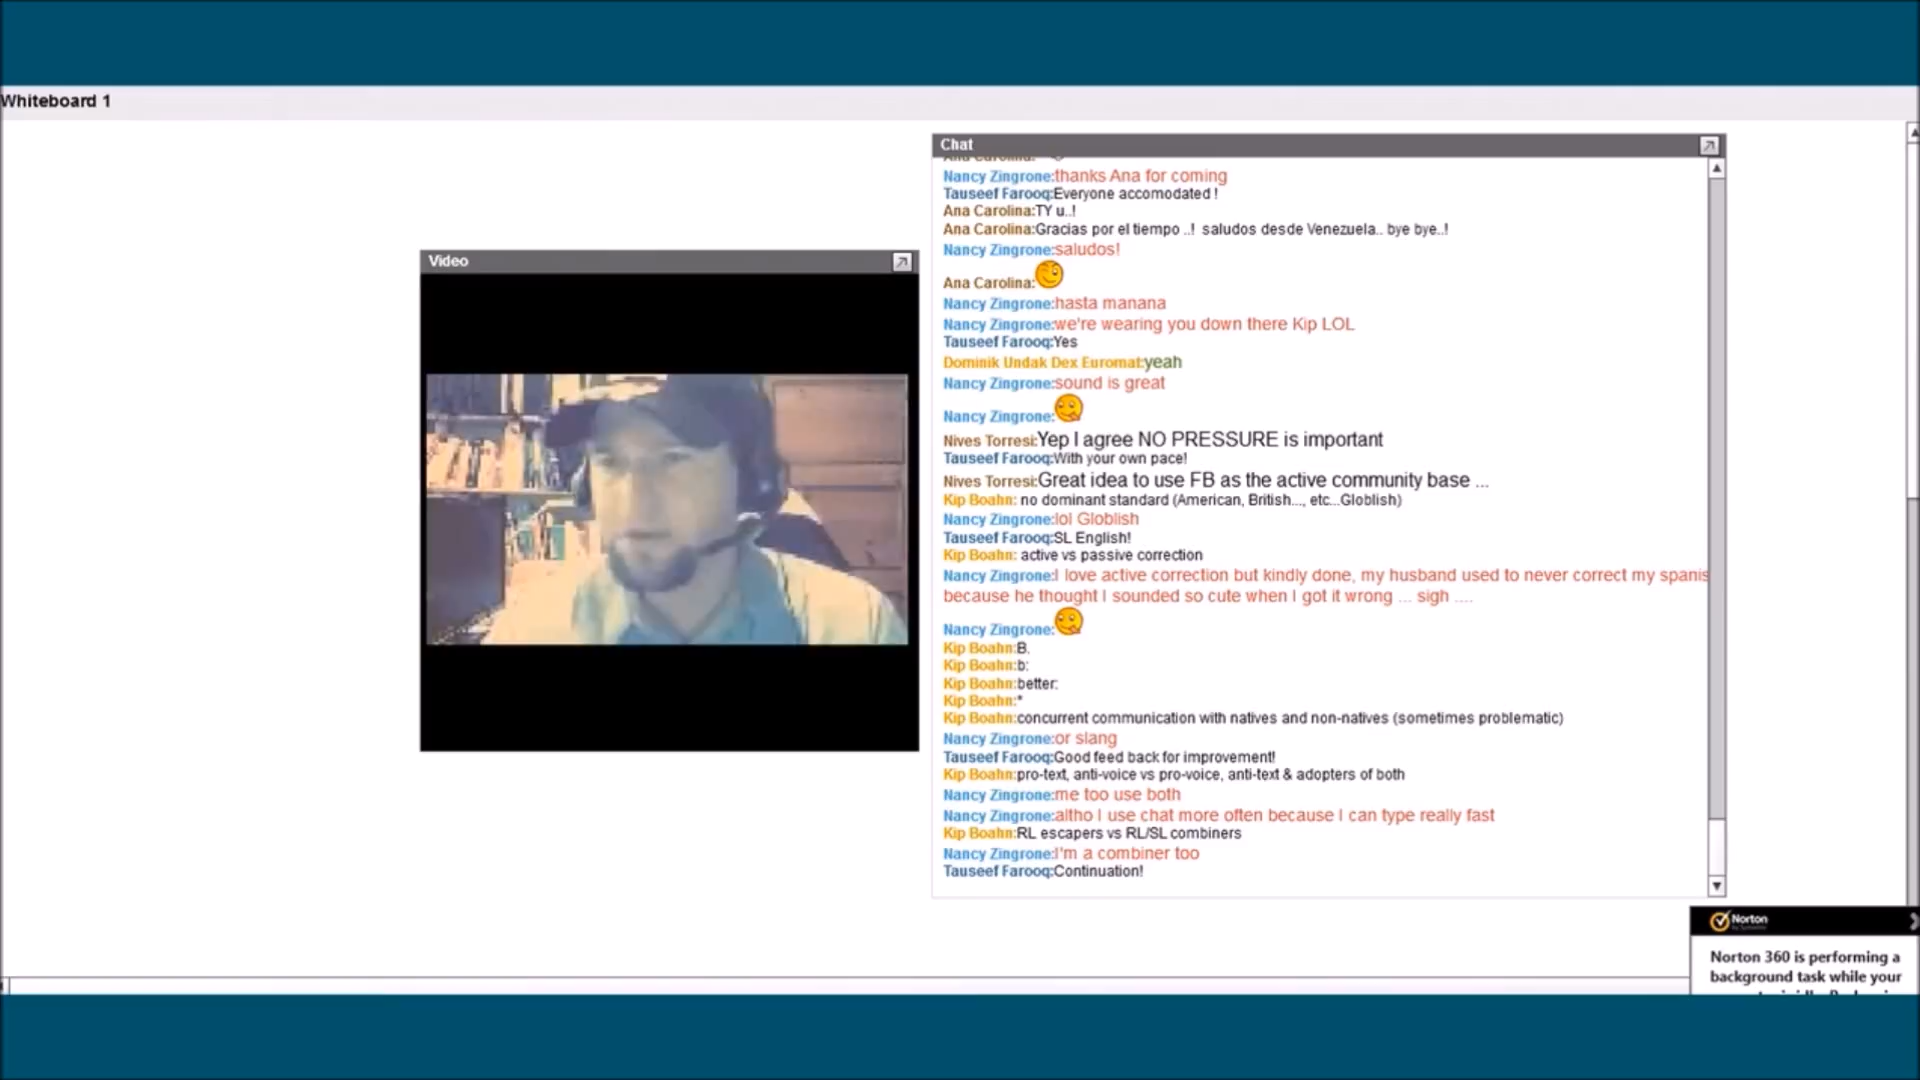 Whiteboard 1
Video
Chat
Ana Carolina:
Nancy Zingrone:thanks Ana for coming
Tauseef Farooq:Everyone accomodated !
Ana Carolina:TY u..!
Ana Carolina:Gracias por el tiempo ..! saludos desde Venezuela.. bye bye..!
Nancy Zingrone:saludos!
Ana Carolina:
Nancy Zingrone:hasta manana
Nancy Zingrone:we're wearing you down there Kip LOL
Tauseef Farooq:Yes
Dominik Undak Dex Euromat:yeah
Nancy Zingrone:sound is great
Nancy Zingrone:
Nives Torresi:Yep I agree NO PRESSURE is important
Tauseef Farooq:With your own pace!
Nives Torresi:Great idea to use FB as the active community base ...
Kip Boahn: no dominant standard (American, British..., etc...Globlish)
Nancy Zingrone:lol Globlish
Tauseef Farooq:SL English!
Kip Boahn: active vs passive correction
Nancy Zingrone:I love active correction but kindly done, my husband used to never correct my spanis
because he thought I sounded so cute when I got it wrong ... sigh ....
Nancy Zingrone:
Kip Boahn:B.
Kip Boahn:b:
Kip Boahn:better:
Kip Boahn:*
Kip Boahn:concurrent communication with natives and non-natives (sometimes problematic)
Nancy Zingrone:or slang
Tauseef Farooq:Good feed back for improvement!
Kip Boahn:pro-text, anti-voice vs pro-voice, anti-text & adopters of both
Nancy Zingrone:me too use both
Nancy Zingrone:altho I use chat more often because I can type really fast
Kip Boahn:RL escapers vs RL/SL combiners
Nancy Zingrone:I'm a combiner too
Tauseef Farooq:Continuation!
Norton
Norton 360 is performing a
background task while your